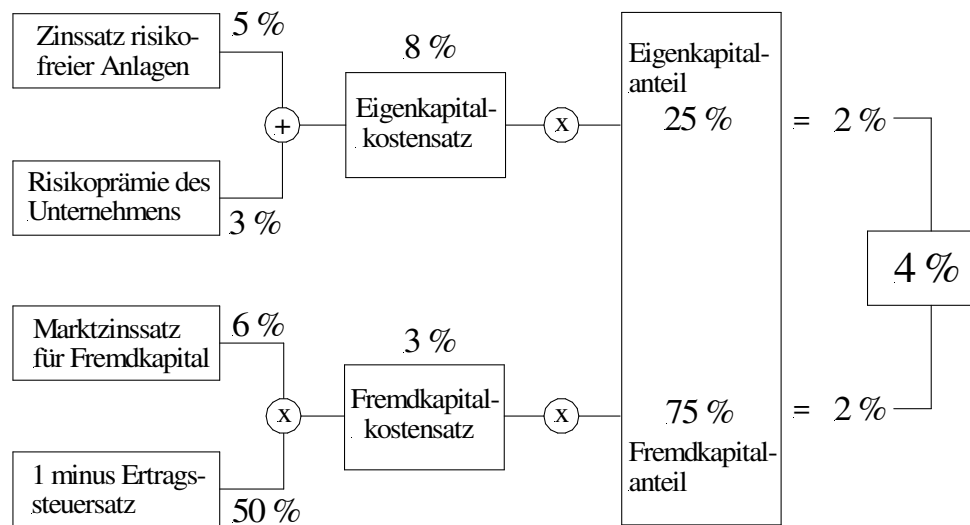 Zinssatz risiko-
freier Anlagen
5 %
+
Risikoprämie des
Unternehmens
3 %
8 %
Eigenkapital-
kostensatz
x
Eigenkapital-
anteil
25 %
= 2 %
4 %
Marktzinssatz
für Fremdkapital
6 %
x
1 minus Ertrags-
steuersatz
50 %
3 %
Fremdkapital-
kostensatz
x
75 %
Fremdkapital-
anteil
= 2 %